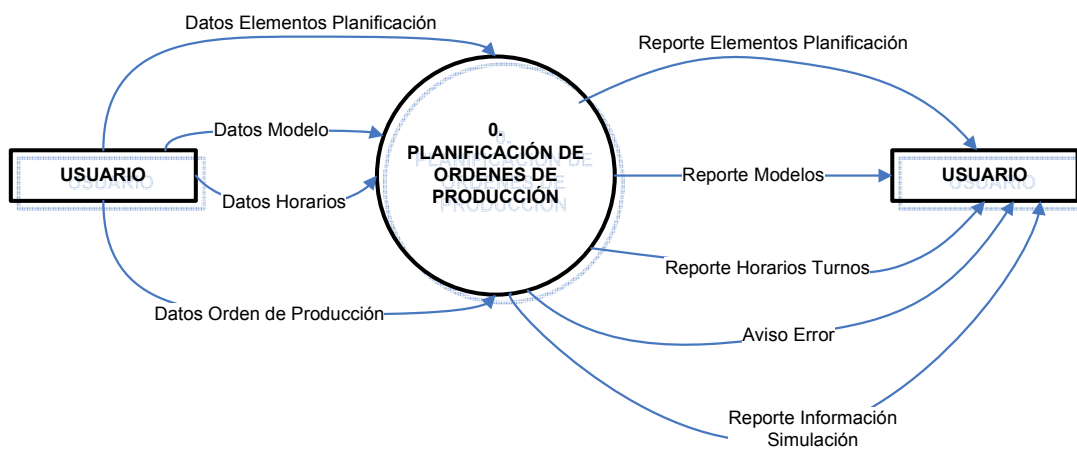 Datos Elementos Planificación
Reporte Elementos Planificación
Datos Modelo
0.
PLANIFICACIÓN DE
ORDENES DE
PRODUCCIÓN
USUARIO
Reporte Modelos
USUARIO
Datos Horarios
Reporte Horarios Turnos
Datos Orden de Producción
Aviso Error
Reporte Información
Simulación